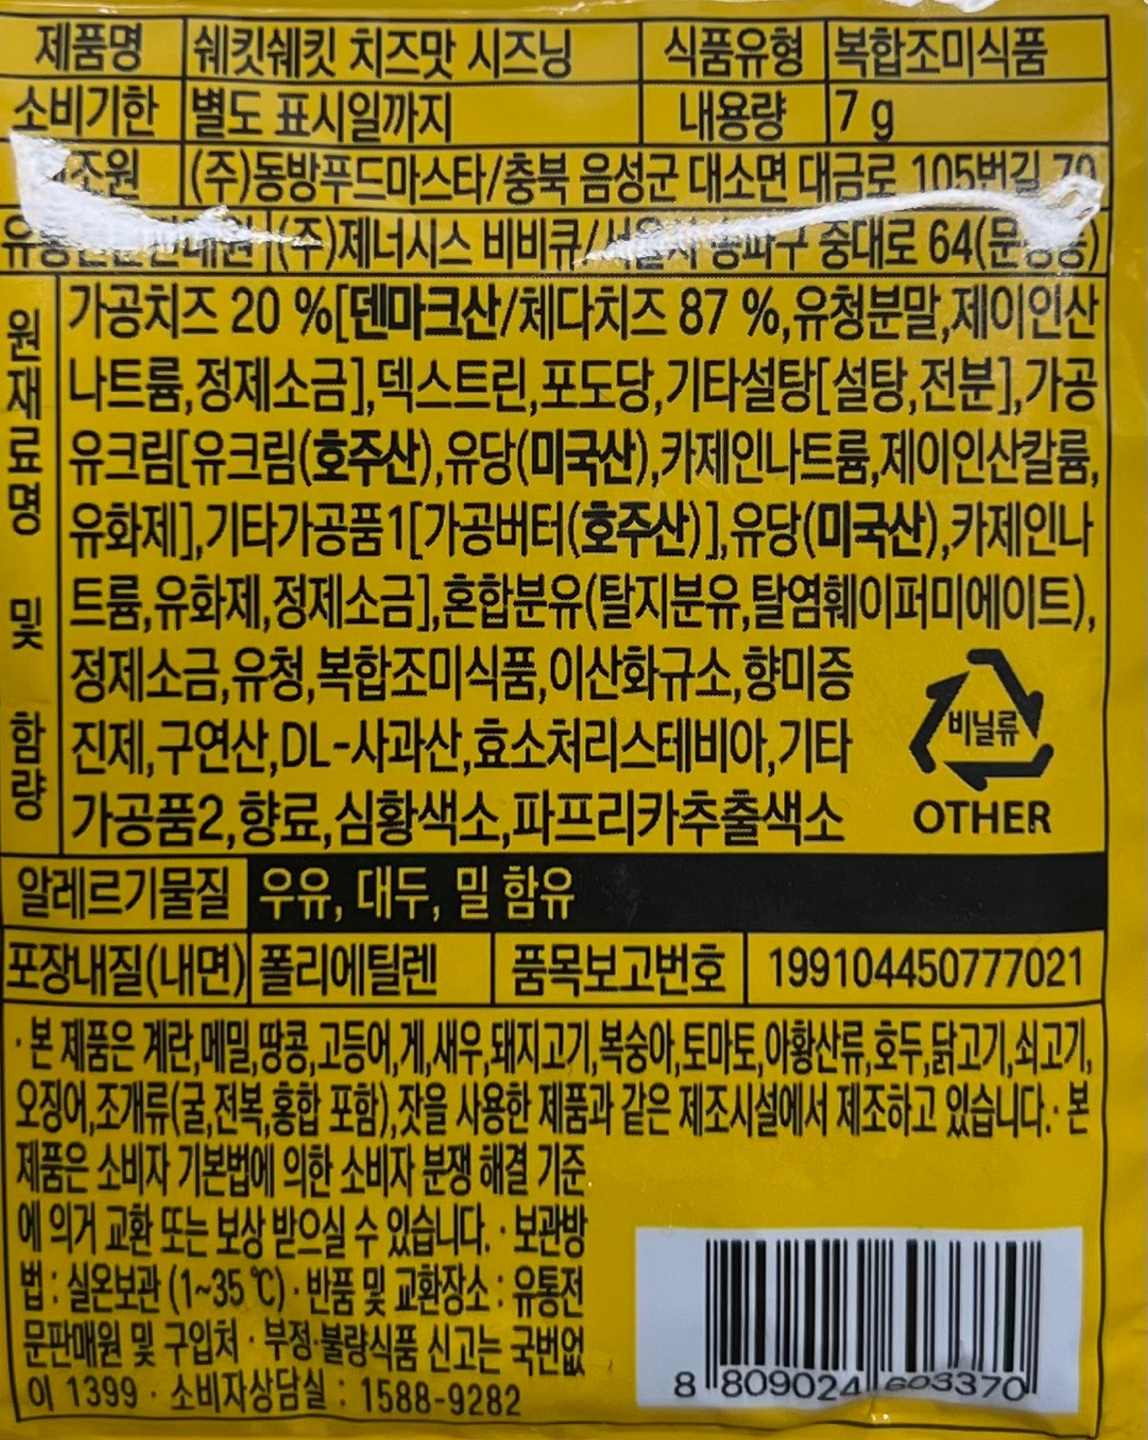 제품명 쉐킷쉐킷 치즈맛 시즈닝 식품유형 복합조미식품
소비기한 별도 표시일까지 내용량 7 g
(주)동방푸드마스타/충북 음성군 대소면 대금로 105번길 70
(주)제너시스 비비큐/서울시 송파구 중대로 64(문정동)
원재료명 및 함량
가공치즈 20 %[덴마크산/체다치즈 87 %,유청분말,제이인산
나트륨,정제소금],덱스트린,포도당,기타설탕[설탕,전분],가공
유크림[유크림(호주산),유당(미국산),카제인나트륨,제이인산칼륨,
유화제],기타가공품1[가공버터(호주산)],유당(미국산),카제인나
트륨,유화제,정제소금],혼합분유(탈지분유,탈염훼이퍼미에이트),
정제소금,유청,복합조미식품,이산화규소,향미증
진제,구연산,DL-사과산,효소처리스테비아,기타
가공품2,향료,심황색소,파프리카추출색소
비닐류
OTHER
알레르기물질 우유, 대두, 밀 함유
포장내질(내면) 폴리에틸렌 품목보고번호 199104450777021
·본 제품은 계란,메밀,땅콩,고등어,게,새우,돼지고기,복숭아,토마토,아황산류,호두,닭고기,쇠고기,
오징어,조개류(굴,전복,홍합 포함),잣을 사용한 제품과 같은 제조시설에서 제조하고 있습니다.·본
제품은 소비자 기본법에 의한 소비자 분쟁 해결 기준
에 의거 교환 또는 보상 받으실 수 있습니다. ·보관방
법 : 실온보관 (1~35 ℃) · 반품 및 교환장소 : 유통전
문판매원 및 구입처 · 부정·불량식품 신고는 국번없
이 1399 · 소비자상담실 : 1588-9282
8 809024 603370